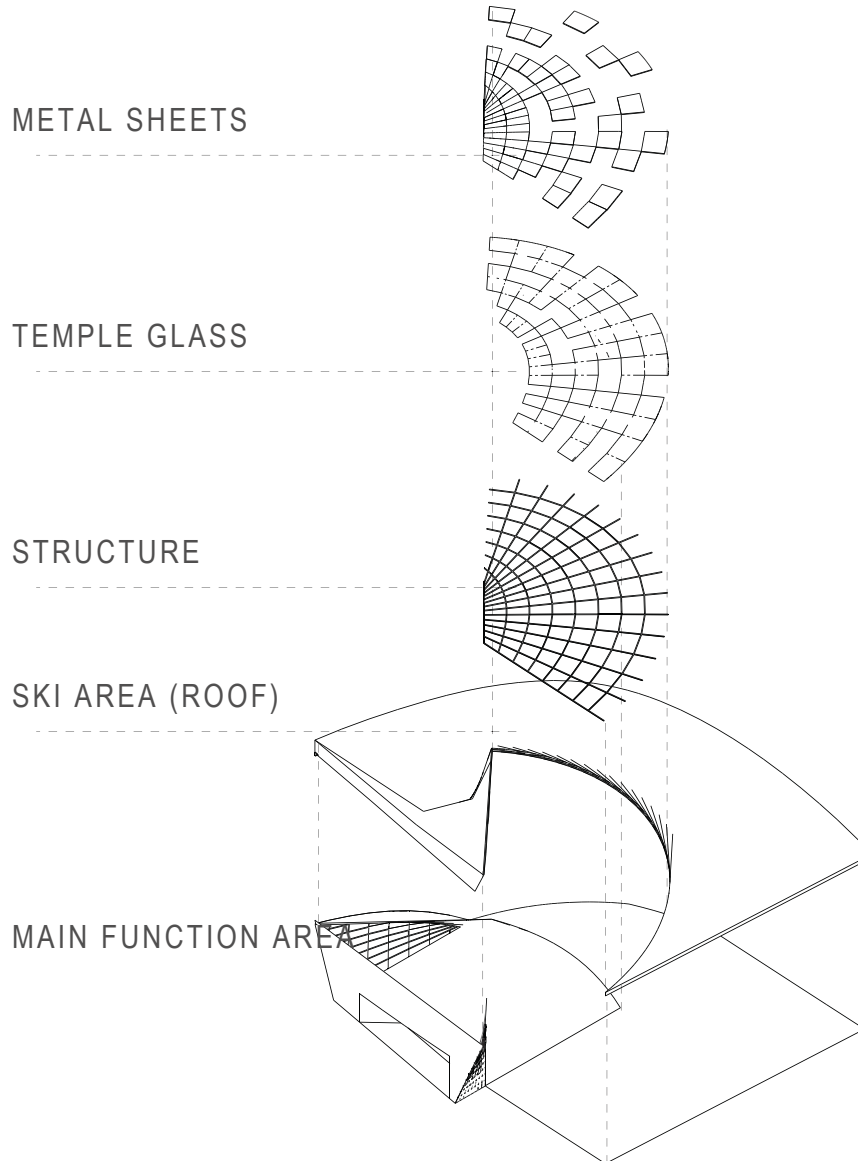 METAL SHEETS
TEMPLE GLASS
STRUCTURE
SKI AREA (ROOF)
MAIN FUNCTION AREA